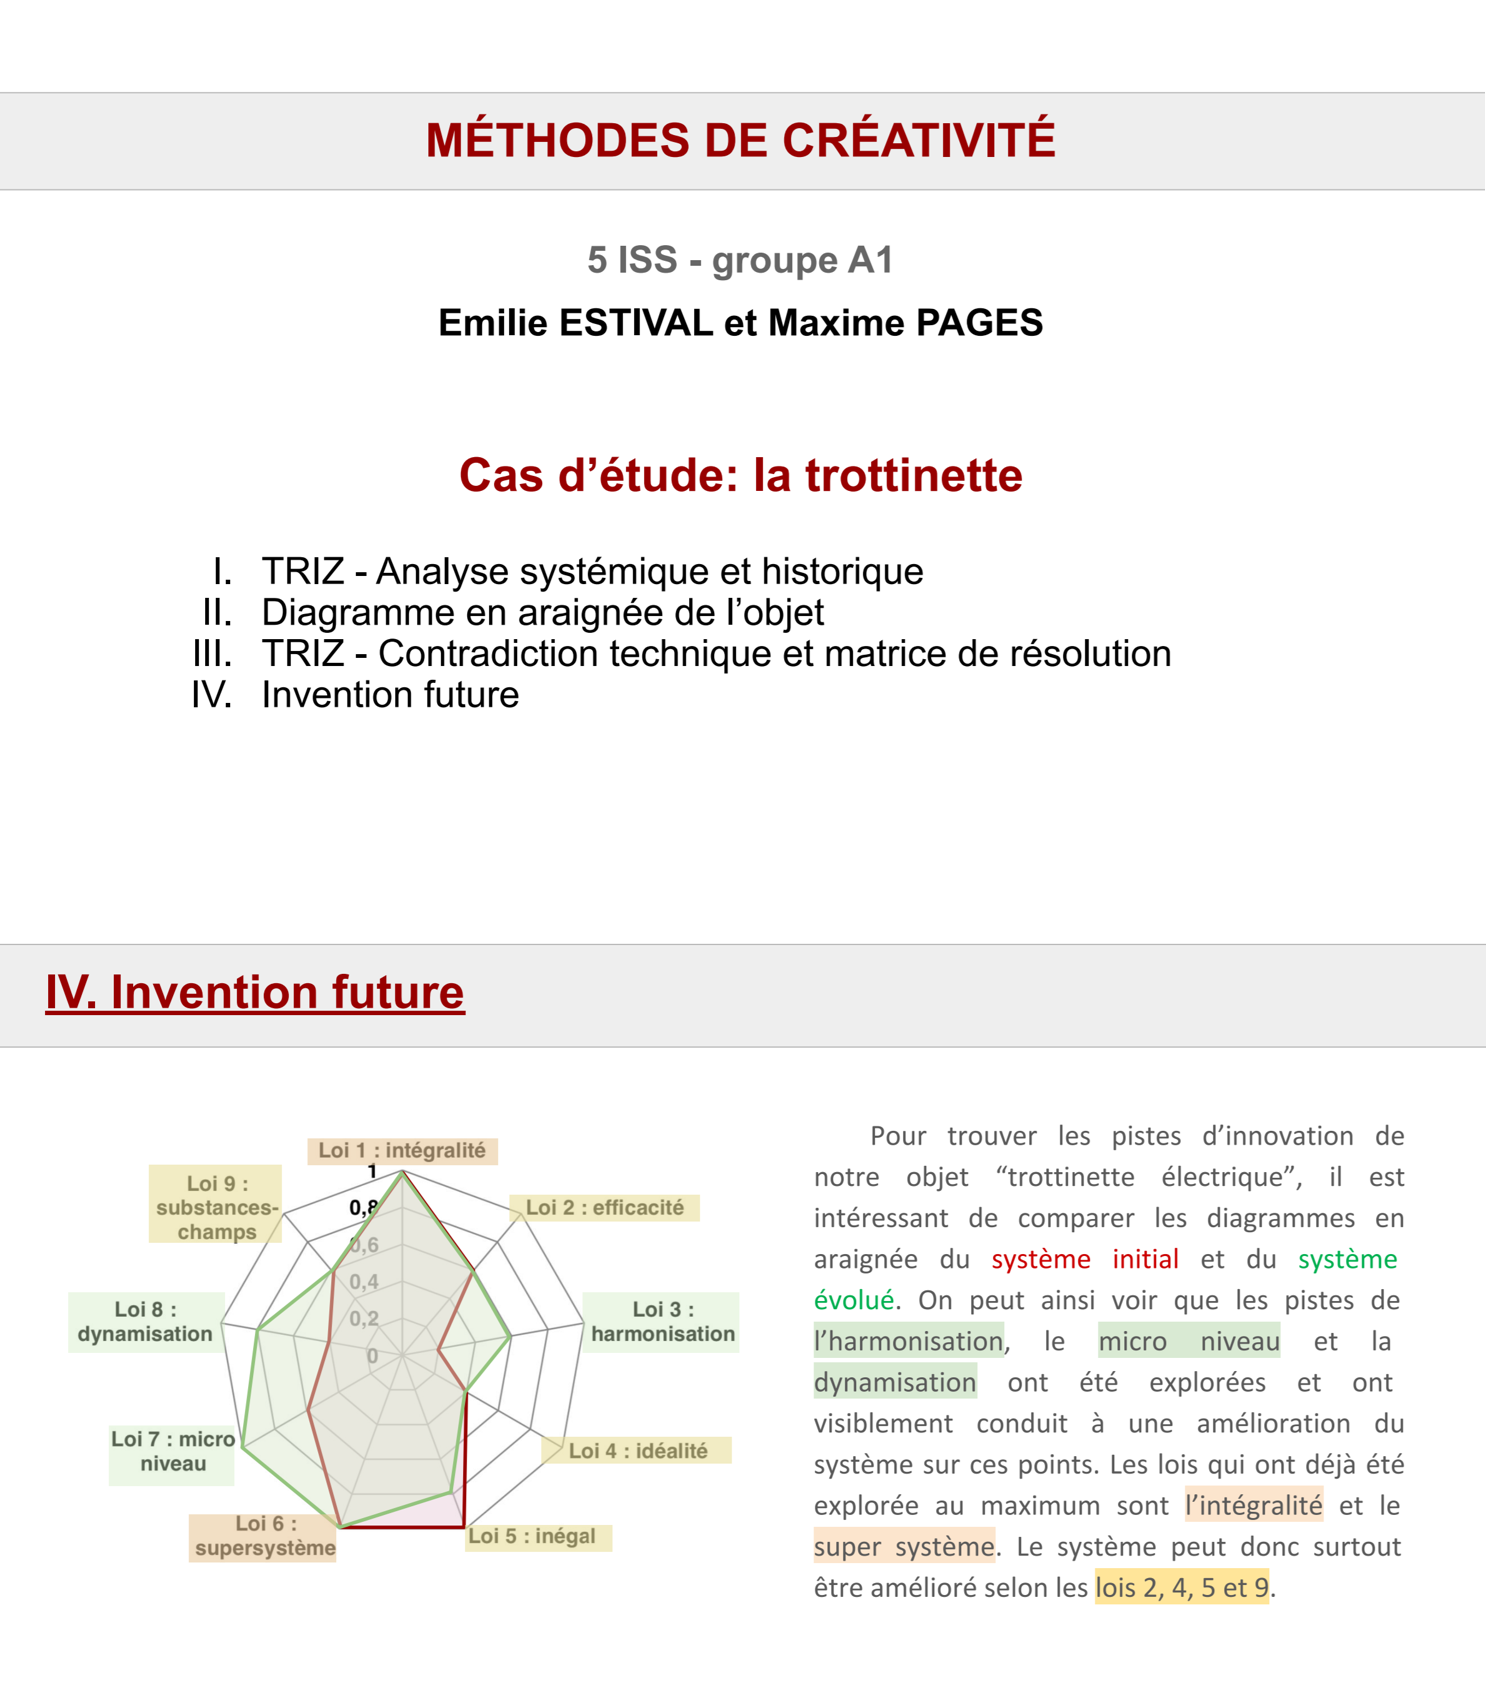 MÉTHODES DE CRÉATIVITÉ
5 ISS - groupe A1
Emilie ESTIVAL et Maxime PAGES
Cas d’étude: la trottinette
I. TRIZ - Analyse systémique et historique
II. Diagramme en araignée de l’objet
III. TRIZ - Contradiction technique et matrice de résolution
IV. Invention future
IV. Invention future
Loi 1 : intégralité
1
0,8
0,6
0,4
0,2
0
Loi 2 : efficacité
Loi 3 :
harmonisation
Loi 4 : idéalité
Loi 5 : inégal
Loi 6 :
supersystème
Loi 7 : micro
niveau
Loi 8 :
dynamisation
Loi 9 :
substances-
champs
Pour trouver les pistes d’innovation de
notre objet “trottinette électrique”, il est
intéressant de comparer les diagrammes en
araignée du système initial et du système
évolué. On peut ainsi voir que les pistes de
l’harmonisation, le micro niveau et la
dynamisation ont été explorées et ont
visiblement conduit à une amélioration du
système sur ces points. Les lois qui ont déjà été
explorée au maximum sont l’intégralité et le
super système. Le système peut donc surtout
être amélioré selon les lois 2, 4, 5 et 9.